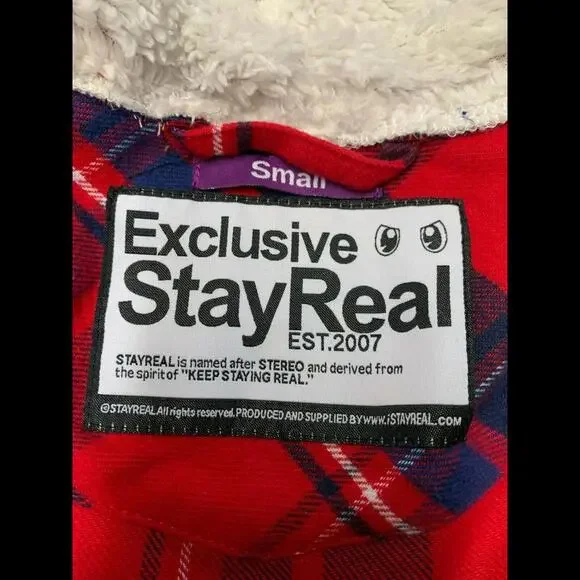 Small
Exclusive
StayReal
EST.2007
STAYREAL is named after STEREO and derived from
the spirit of "KEEP STAYING REAL."
©STAYREAL All rights reserved. PRODUCED AND SUPPLIED BY www.iSTAYREAL.COM